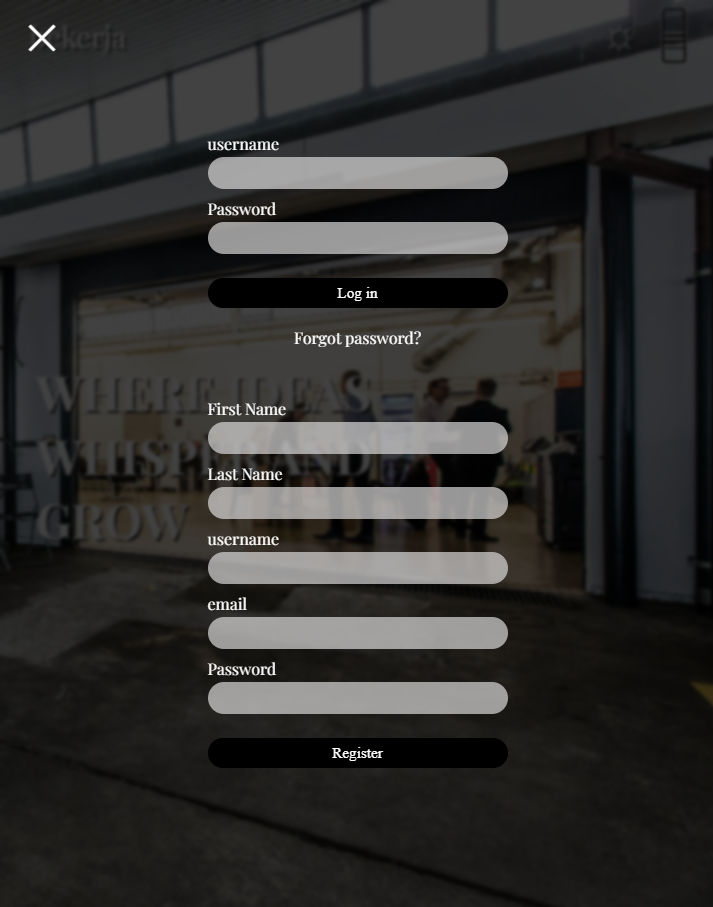 username
Password
Log in
Forgot password?
WHERE IDEAS
First Name
WHISPER AND
Last Name
GROW
username
email
Password
Register